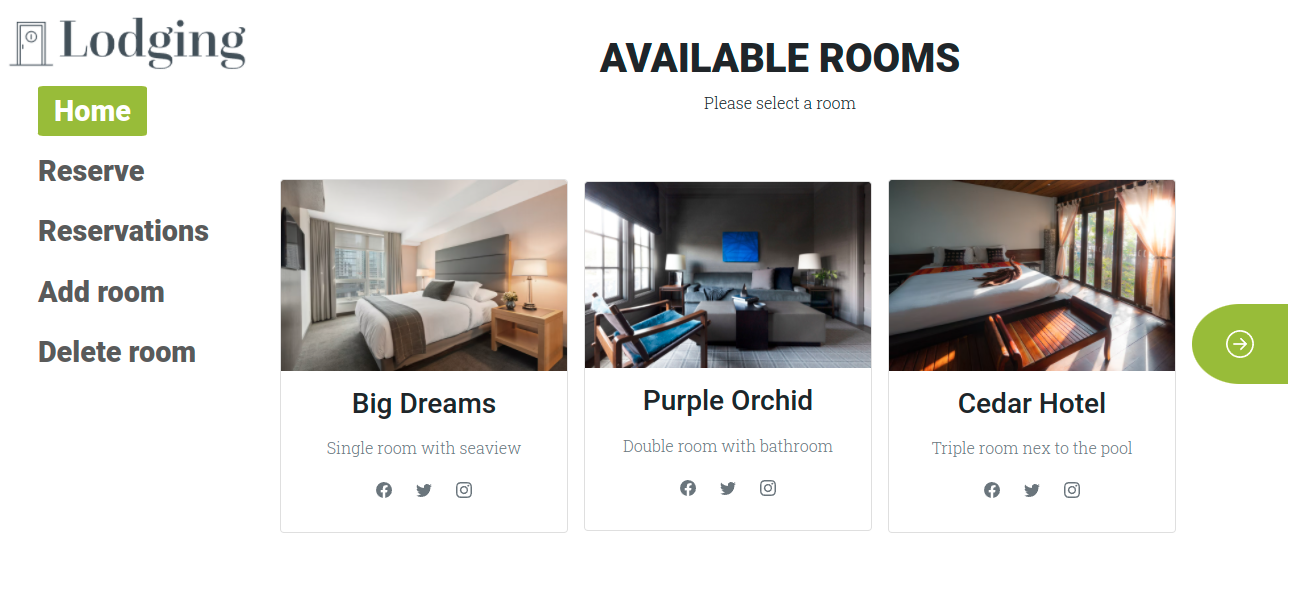 Lodging
Home
Reserve
Reservations
Add room
Delete room
AVAILABLE ROOMS
Please select a room
Big Dreams
Single room with seaview
Purple Orchid
Double room with bathroom
Cedar Hotel
Triple room nex to the pool